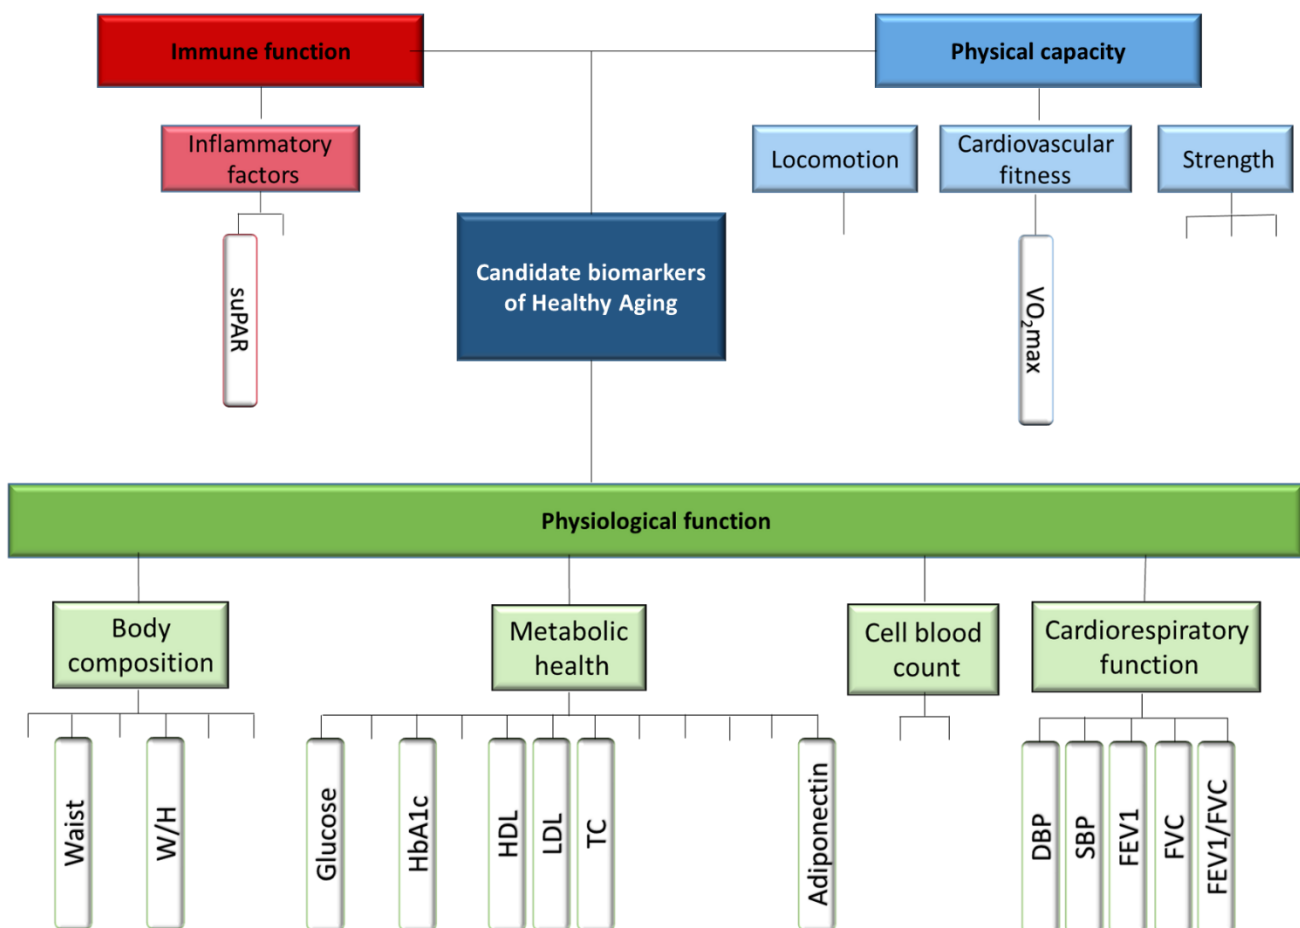 Immune function
Physical capacity
Inflammatory
factors
Locomotion
Cardiovascular
fitness
Strength
suPAR
Candidate biomarkers
of Healthy Aging
VO₂max
Physiological function
Body
composition
Metabolic
health
Cell blood
count
Cardiorespiratory
function
Waist
W/H
Glucose
HbA1c
HDL
LDL
TC
Adiponectin
DBP
SBP
FEV1
FVC
FEV1/FVC